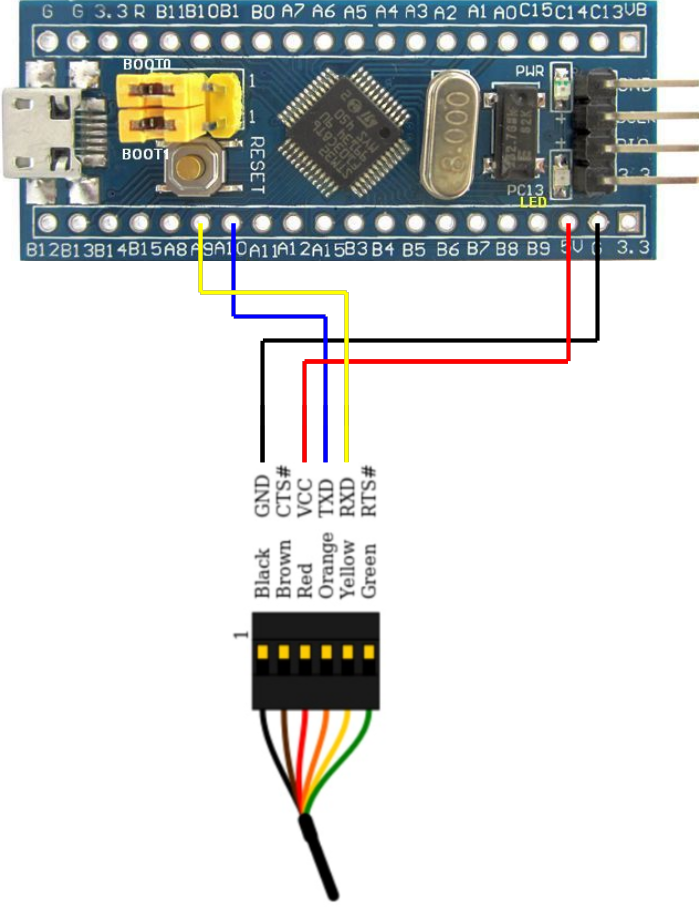 G G 3.3 R B11 B10 B1 B0 A7 A6 A5 A4 A3 A2 A1 A0 C15 C14 C13 VB
BOOT0
1
PWR
1
8.000
RESET
BOOT1
PC13
LED
B12 B13 B14 B15 A8 A9 A10 A11 A12 A15 B3 B4 B5 B6 B7 B8 B9 5V G 3.3
GND
CTS#
VCC
TXD
RXD
RTS#
Black
Brown
Red
Orange
Yellow
Green
1